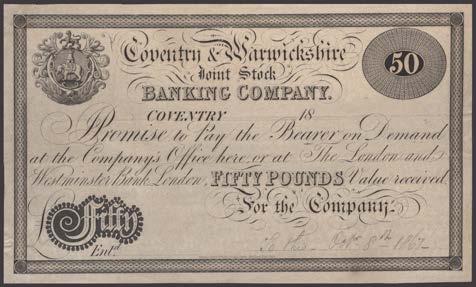 Coventry & Warwickshire
Joint Stock
BANKING COMPANY.
50
COVENTRY 18
I Promise to Pay the Bearer on Demand
at the Company's Office here, or at The London and
Westminster Bank London, FIFTY POUNDS Value received
For the Company.
Fifty
Entd.
8th 1867